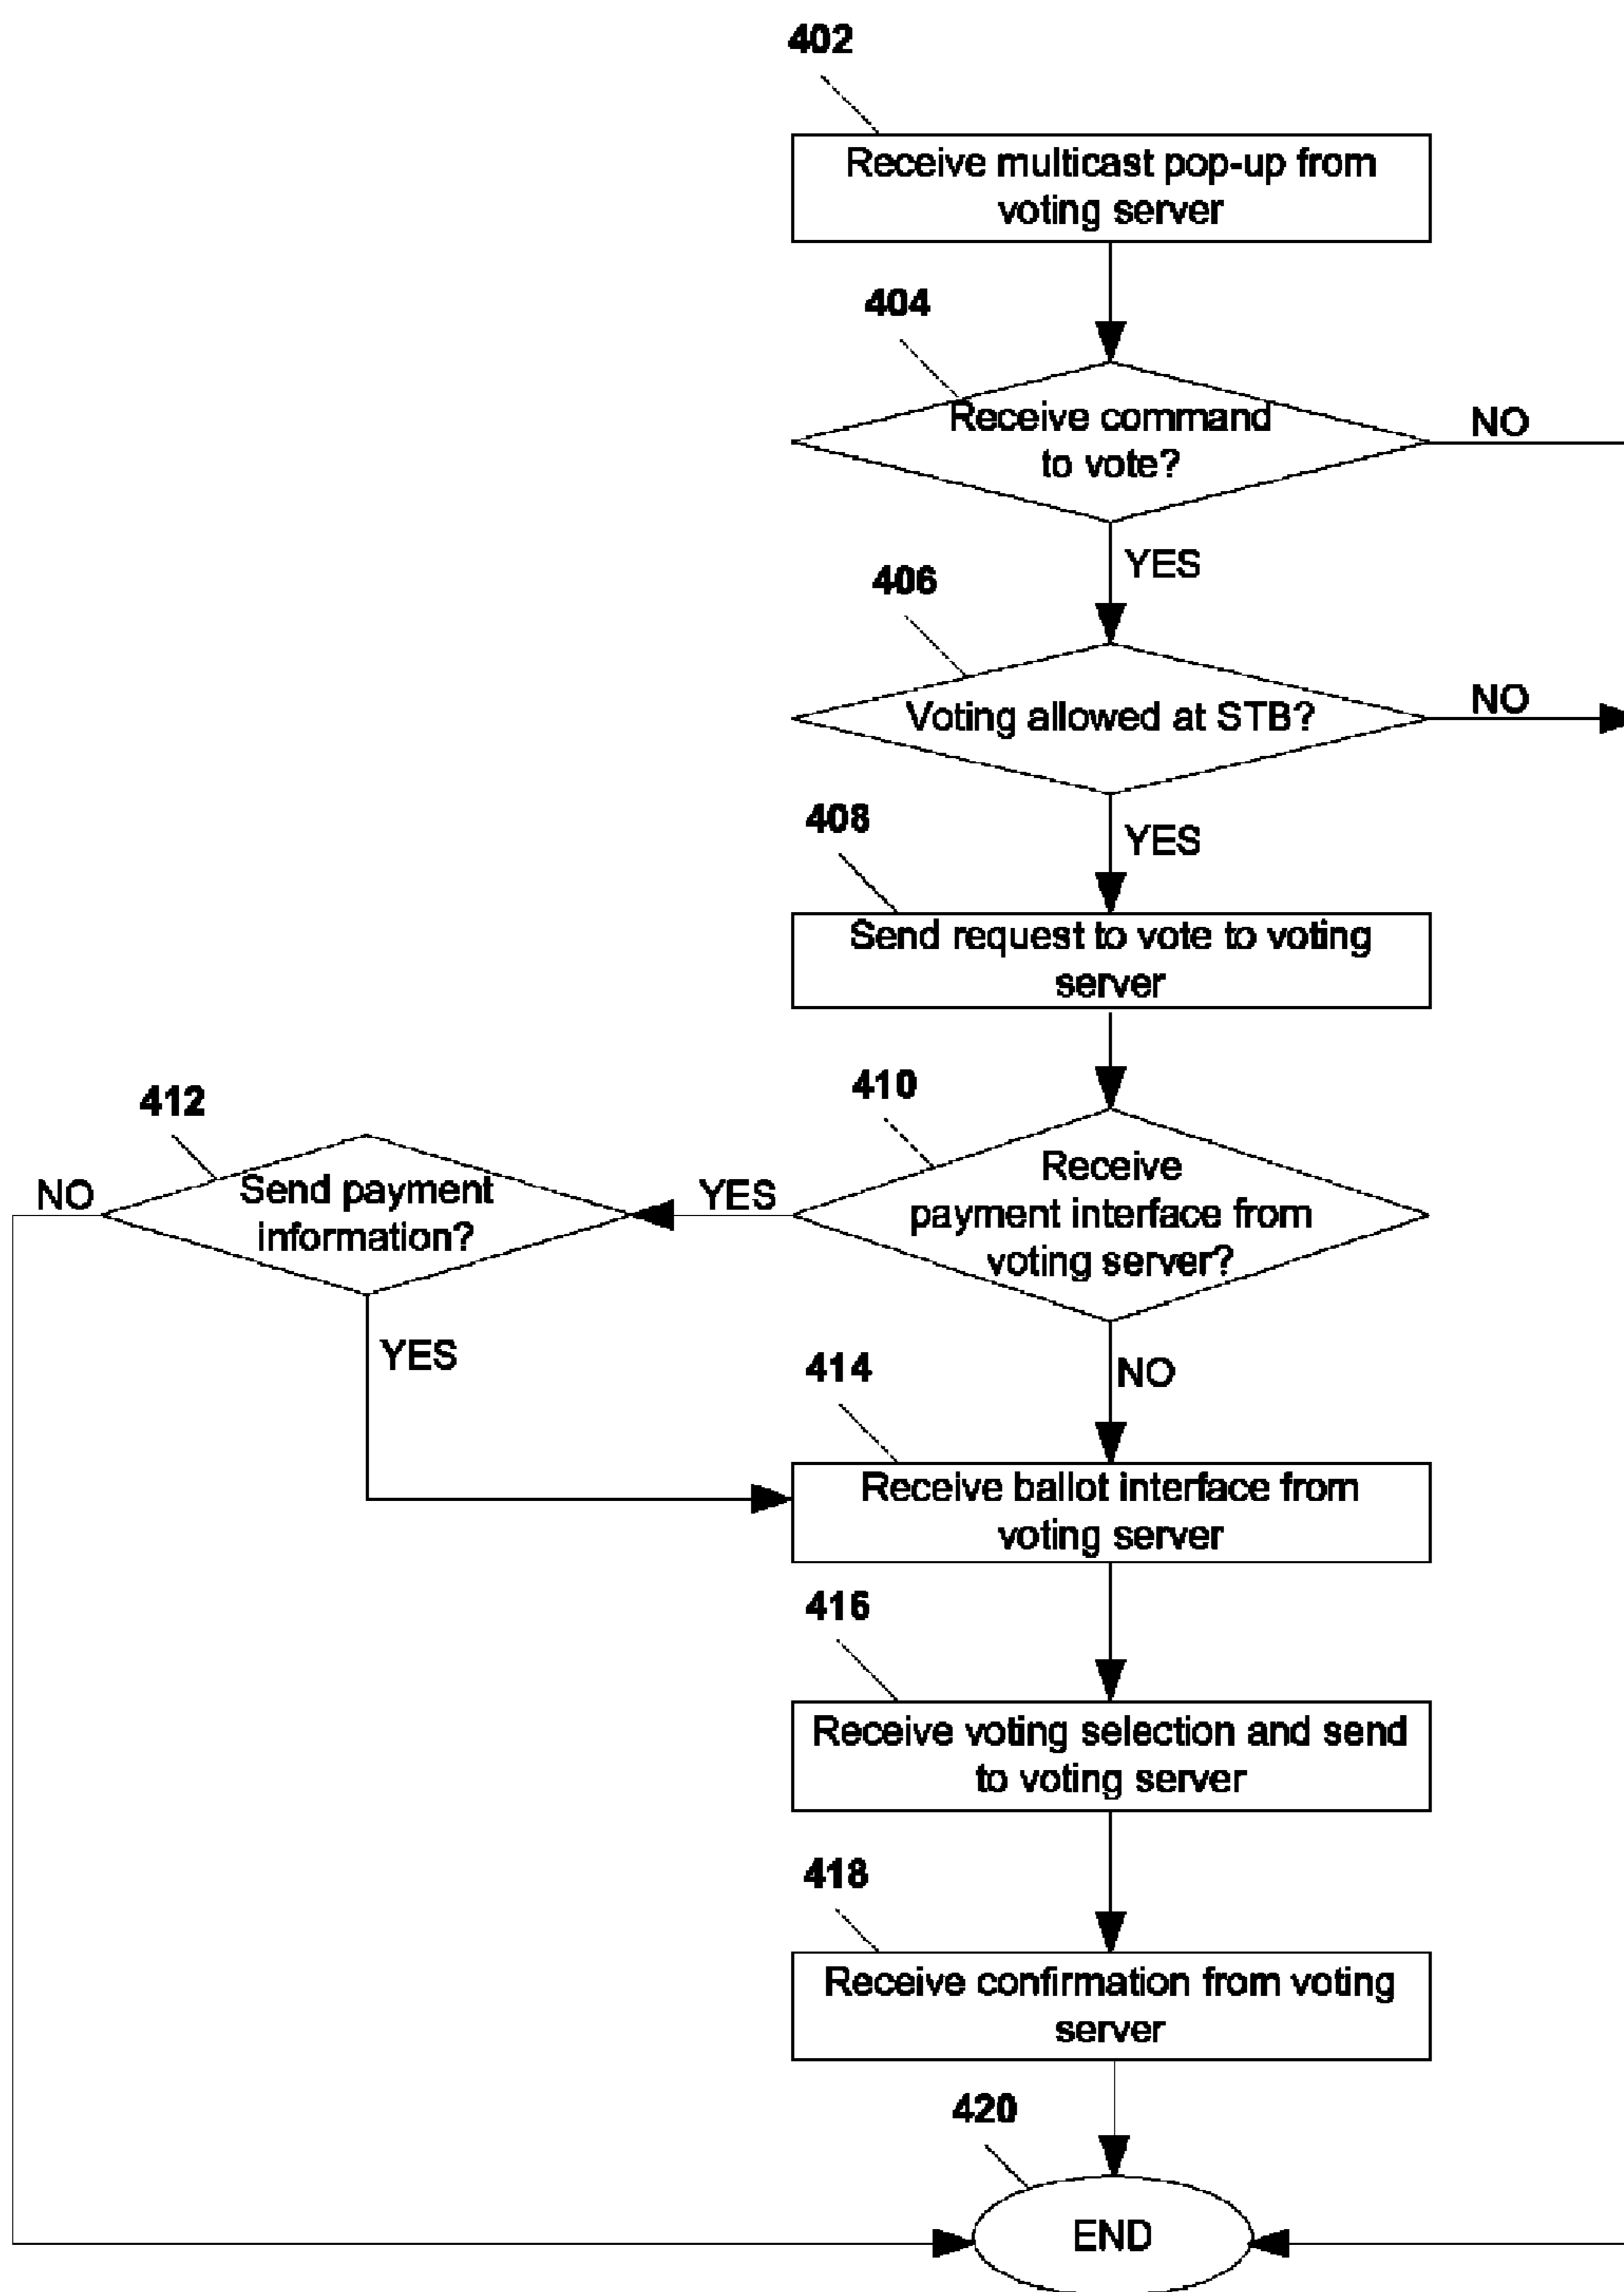 402
Receive multicast pop-up from
voting server
404
Receive command
to vote?
NO
YES
406
Voting allowed at STB?
NO
YES
408
Send request to vote to voting
server
410
Receive
payment interface from
voting server?
YES
412
Send payment
information?
NO
YES
NO
414
Receive ballot interface from
voting server
416
Receive voting selection and send
to voting server
418
Receive confirmation from voting
server
420
END